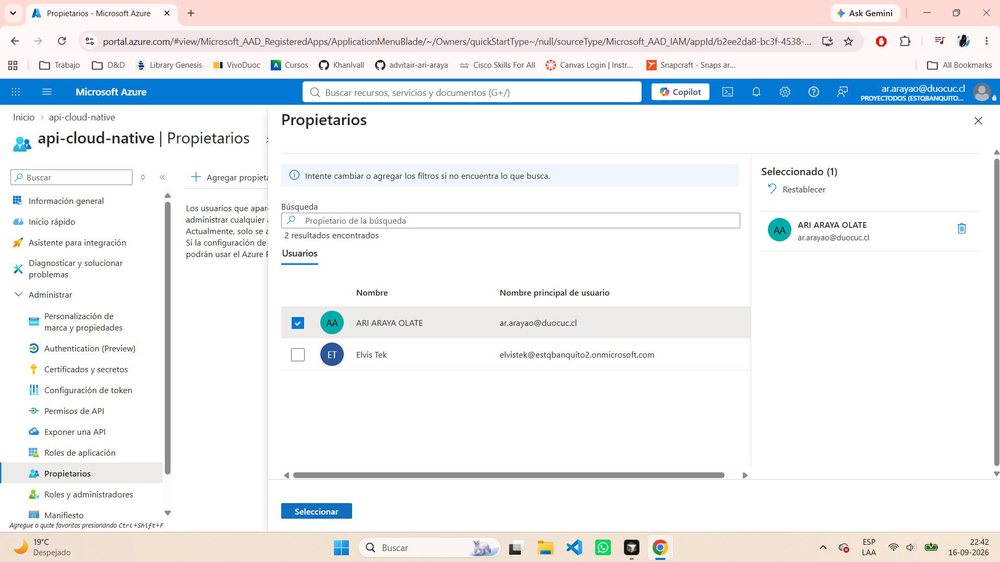 Propietarios - Microsoft Azure
Ask Gemini
portal.azure.com/#view/Microsoft_AAD_RegisteredApps/ApplicationMenuBlade/~/Owners/quickStartType~/null/sourceType/Microsoft_AAD_IAM/appId/b2ee2da8-bc3f-4538-...
Trabajo
D&D
Library Genesis
VivoDuoc
Cursos
Khanlvall
advitair-ari-araya
Cisco Skills For All
Canvas Login | Instr...
Snapcraft - Snaps ar...
All Bookmarks
Microsoft Azure
Buscar recursos, servicios y documentos (G+/)
Copilot
ar.arayao@duocuc.cl
PROYECTODOS (ESTQBANQUITO...
Inicio > api-cloud-native
api-cloud-native | Propietarios
Buscar
Información general
Inicio rápido
Asistente para integración
Diagnosticar y solucionar
problemas
Administrar
Personalización de
marca y propiedades
Authentication (Preview)
Certificados y secretos
Configuración de token
Permisos de API
Exponer una API
Roles de aplicación
Propietarios
Roles y administradores
Manifiesto
Agregue o quite favoritos presionando Ctrl+Shift+F
Agregar propieta
Los usuarios que apar
administrar cualquier
Actualmente, solo se a
Si la configuración de
podrán usar el Azure P
Propietarios
Intente cambiar o agregar los filtros si no encuentra lo que busca.
Búsqueda
Propietario de la búsqueda
2 resultados encontrados
Usuarios
Nombre
Nombre principal de usuario
AA
ARI ARAYA OLATE
ar.arayao@duocuc.cl
ET
Elvis Tek
elvistek@estqbanquito2.onmicrosoft.com
Seleccionar
Seleccionado (1)
Restablecer
AA
ARI ARAYA OLATE
ar.arayao@duocuc.cl
19°C
Despejado
Buscar
ESP
LAA
22:42
16-09-2026